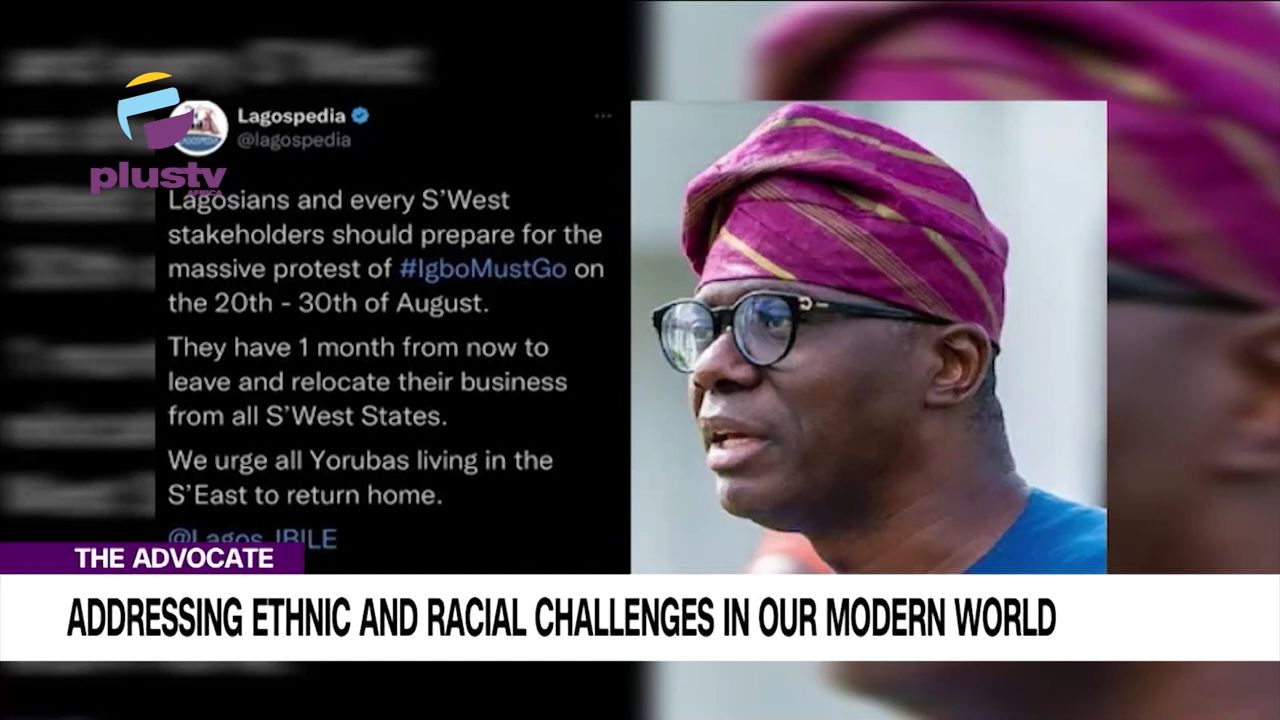 plustv
AFRICA
Lagospedia
@lagospedia
Lagosians and every S'West
stakeholders should prepare for the
massive protest of #IgboMustGo on
the 20th - 30th of August.
They have 1 month from now to
leave and relocate their business
from all S'West States.
We urge all Yorubas living in the
S'East to return home.
@Lagos_IBILE
THE ADVOCATE
ADDRESSING ETHNIC AND RACIAL CHALLENGES IN OUR MODERN WORLD